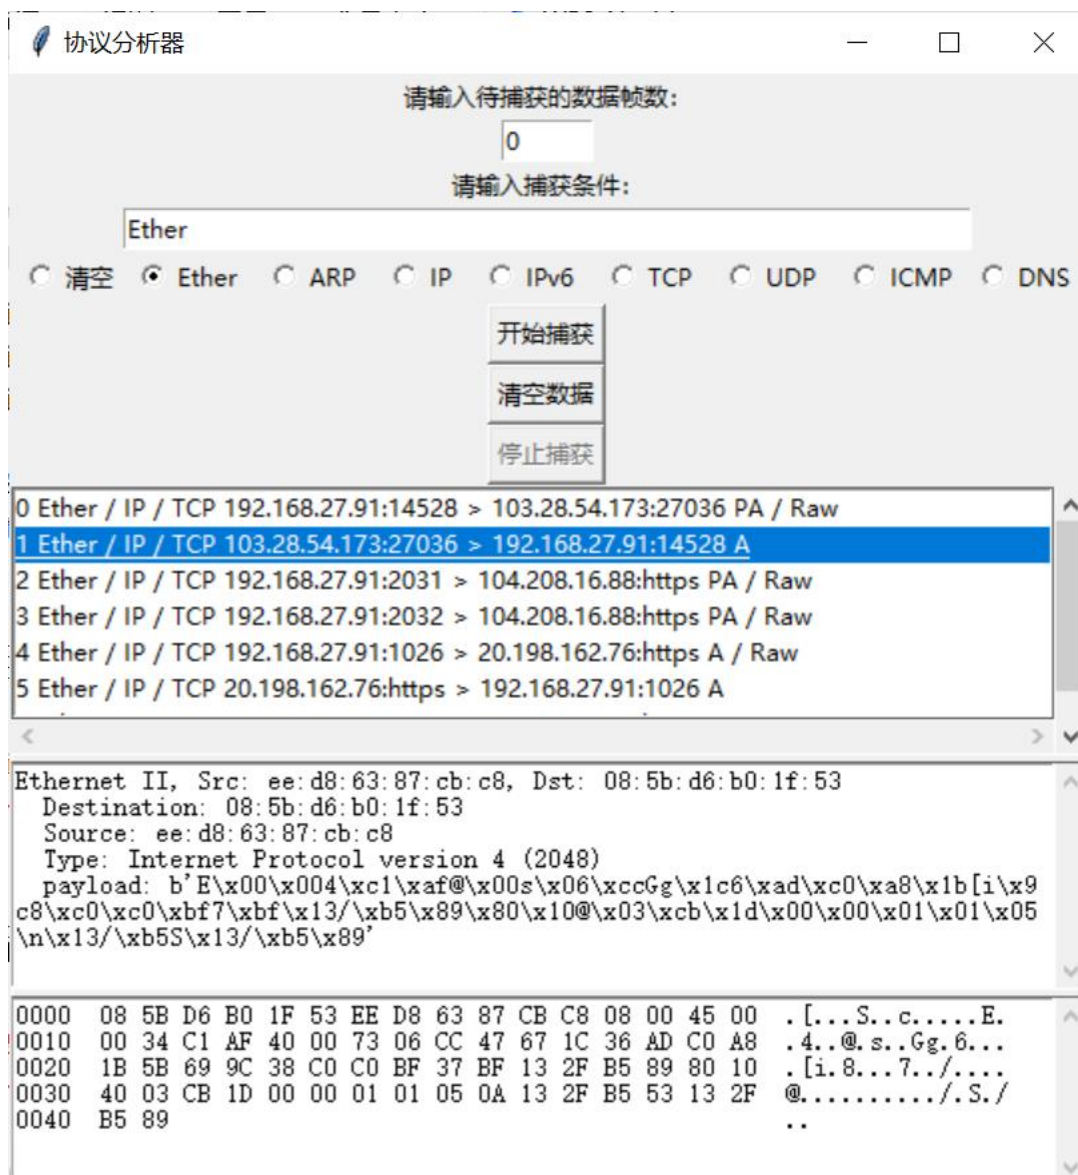 协议分析器
请输入待捕获的数据帧数：
0
请输入捕获条件：
Ether
清空 Ether ARP IP IPv6 TCP UDP ICMP DNS
开始捕获
清空数据
停止捕获
0 Ether / IP / TCP 192.168.27.91:14528 > 103.28.54.173:27036 PA / Raw
1 Ether / IP / TCP 103.28.54.173:27036 > 192.168.27.91:14528 A
2 Ether / IP / TCP 192.168.27.91:2031 > 104.208.16.88:https PA / Raw
3 Ether / IP / TCP 192.168.27.91:2032 > 104.208.16.88:https PA / Raw
4 Ether / IP / TCP 192.168.27.91:1026 > 20.198.162.76:https A / Raw
5 Ether / IP / TCP 20.198.162.76:https > 192.168.27.91:1026 A
Ethernet II, Src: ee:d8:63:87:cb:c8, Dst: 08:5b:d6:b0:1f:53
Destination: 08:5b:d6:b0:1f:53
Source: ee:d8:63:87:cb:c8
Type: Internet Protocol version 4 (2048)
payload: b'E\x00\x004\xc1\xaf@\x00s\x06\xccGg\x1c6\xad\xc0\xa8\x1b[i\x9
c8\xc0\xc0\xbf7\xbf\x13/\xb5\x89\x80\x10@\x03\xcb\x1d\x00\x00\x01\x01\x05
\n\x13/\xb5S\x13/\xb5\x89'
0000 08 5B D6 B0 1F 53 EE D8 63 87 CB C8 08 00 45 00 .[...S..c.....E.
0010 00 34 C1 AF 40 00 73 06 CC 47 67 1C 36 AD C0 A8 .4..@.s..Gg.6...
0020 1B 5B 69 9C 38 C0 C0 BF 37 BF 13 2F B5 89 80 10 .[i.8...7../....
0030 40 03 CB 1D 00 00 01 01 05 0A 13 2F B5 53 13 2F @........../.S./
0040 B5 89 ..